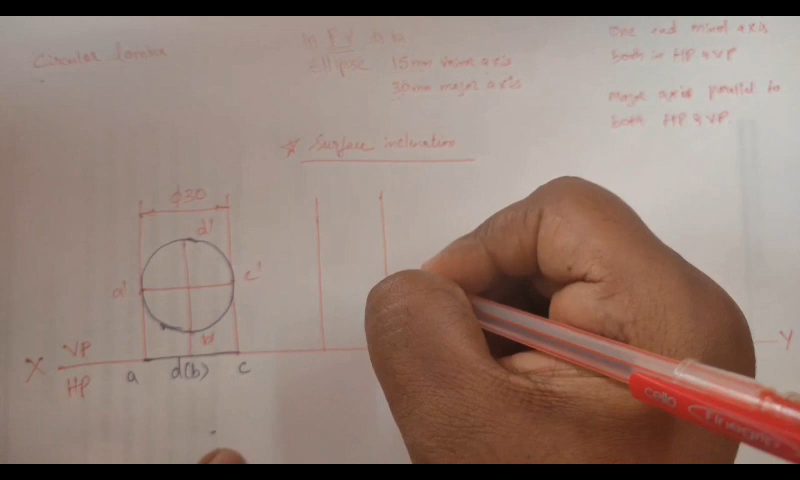 Circular lamina
In F.V it is
Ellipse 15mm minor axis
30mm major axis
One end minor axis
both in HP & VP
Major axis parallel to
both HP & VP
* Surface inclination
ϕ30
d'
a'
c'
b'
X
VP
Y
HP
a
d(b)
c
cello